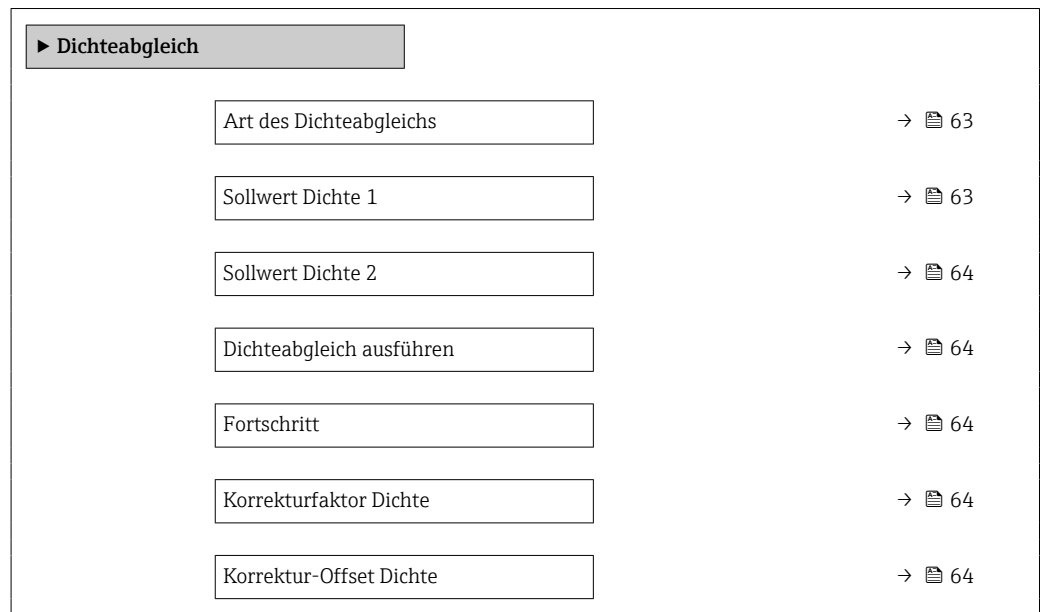 ▶ Dichteabgleich
Art des Dichteabgleichs → 63
Sollwert Dichte 1 → 63
Sollwert Dichte 2 → 64
Dichteabgleich ausführen → 64
Fortschritt → 64
Korrekturfaktor Dichte → 64
Korrektur-Offset Dichte → 64